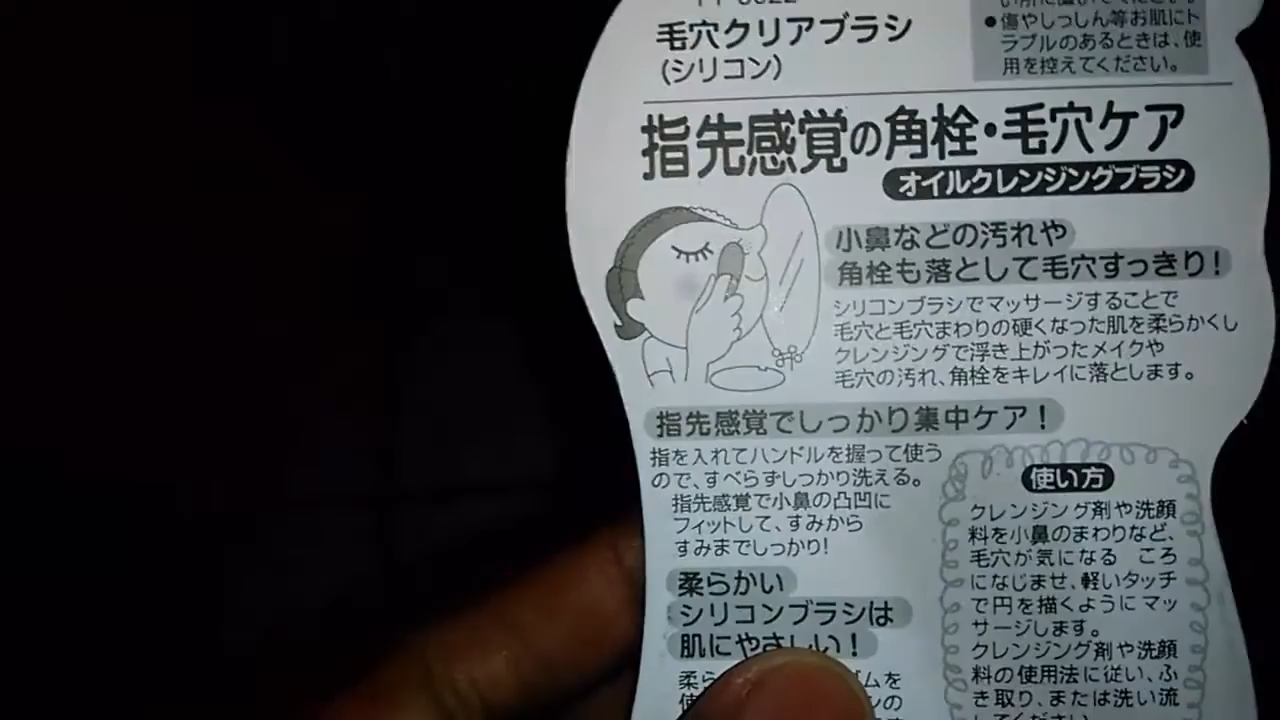 毛穴クリアブラシ
(シリコン)
●傷やしっしん等お肌にト
ラブルのあるときは、使
用を控えてください。
指先感覚の角栓・毛穴ケア
オイルクレンジングブラシ
小鼻などの汚れや
角栓も落として毛穴すっきり!
シリコンブラシでマッサージすることで
毛穴と毛穴まわりの硬くなった肌を柔らかくし
クレンジングで浮き上がったメイクや
毛穴の汚れ、角栓をキレイに落とします。
指先感覚でしっかり集中ケア!
指を入れてハンドルを握って使う
ので、すべらずしつかり洗える。
指先感覚で小鼻の凸凹に
フィットして、すみから
すみまでしっかり!
柔らかい
シリコンブラシは
肌にやさしい!
使い方
クレンジング剤や洗顔
料を小鼻のまわりなど、
毛穴が気になる ころ
になじませ、軽いタッチ
で円を描くように マッ
サージします。
クレンジング剤や洗顔
料の使用法に従い、ふ
き取り、または洗い流